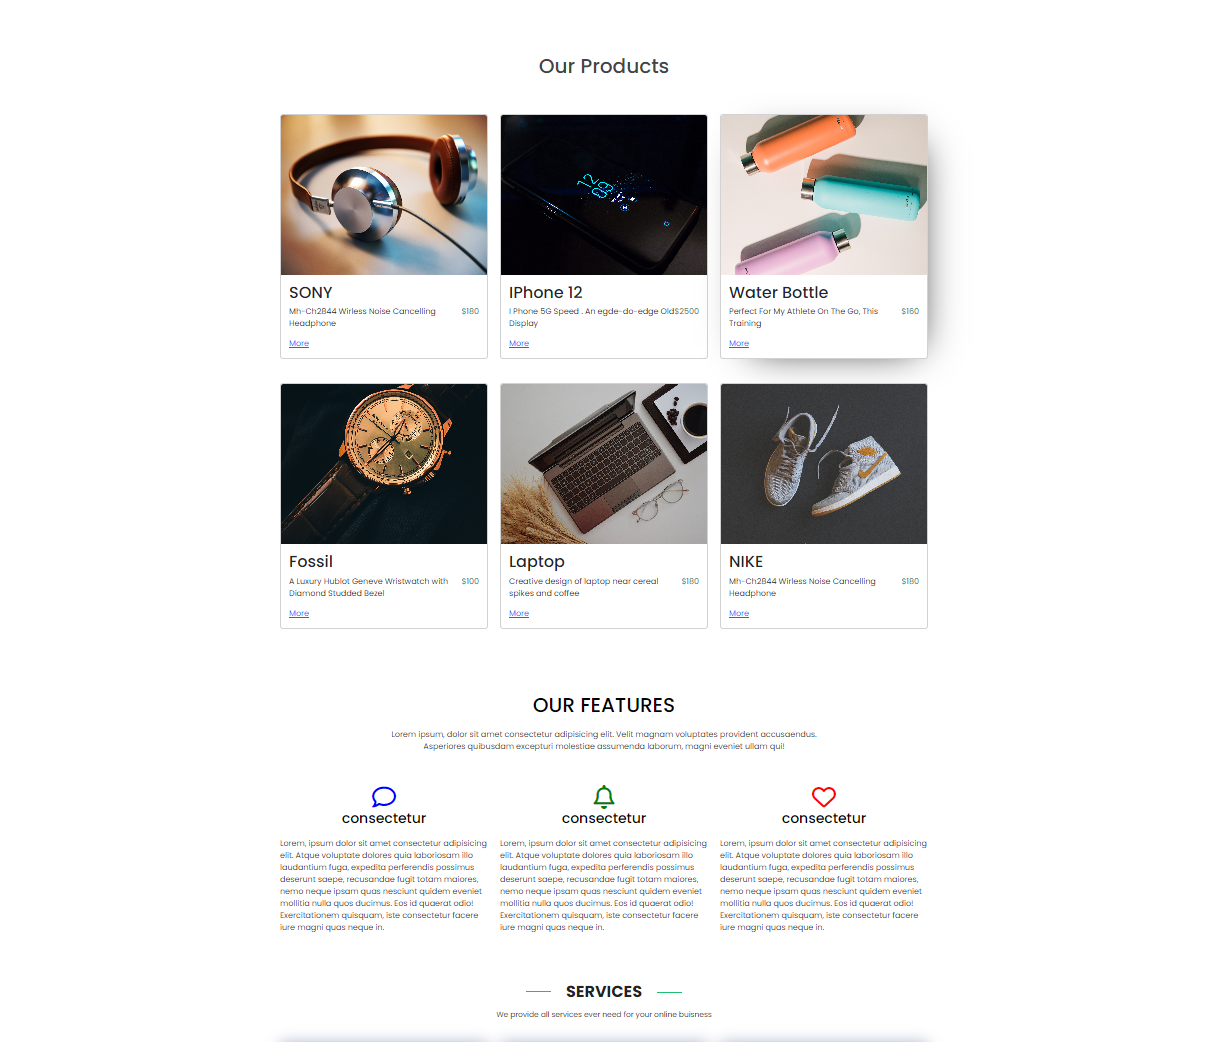 Our Products
SONY
Mh-Ch2844 Wirless Noise Cancelling $180
Headphone
More
IPhone 12
I Phone 5G Speed . An egde-do-edge Old $2500
Display
More
Water Bottle
Perfect For My Athlete On The Go, This $160
Training
More
Fossil
A Luxury Hublot Geneve Wristwatch with $100
Diamond Studded Bezel
More
Laptop
Creative design of laptop near cereal $180
spikes and coffee
More
NIKE
Mh-Ch2844 Wirless Noise Cancelling $180
Headphone
More
OUR FEATURES
Lorem ipsum, dolor sit amet consectetur adipisicing elit. Velit magnam voluptates provident accusaendus.
Asperiores quibusdam excepturi molestiae assumenda laborum, magni eveniet ullam qui!
consectetur
Lorem, ipsum dolor sit amet consectetur adipisicing
elit. Atque voluptate dolores quia laboriosam illo
laudantium fuga, expedita perferendis possimus
deserunt saepe, recusandae fugit totam maiores,
nemo neque ipsam quas nesciunt quidem eveniet
mollitia nulla quos ducimus. Eos id quaerat odio!
Exercitationem quisquam, iste consectetur facere
iure magni quas neque in.
consectetur
Lorem, ipsum dolor sit amet consectetur adipisicing
elit. Atque voluptate dolores quia laboriosam illo
laudantium fuga, expedita perferendis possimus
deserunt saepe, recusandae fugit totam maiores,
nemo neque ipsam quas nesciunt quidem eveniet
mollitia nulla quos ducimus. Eos id quaerat odio!
Exercitationem quisquam, iste consectetur facere
iure magni quas neque in.
consectetur
Lorem, ipsum dolor sit amet consectetur adipisicing
elit. Atque voluptate dolores quia laboriosam illo
laudantium fuga, expedita perferendis possimus
deserunt saepe, recusandae fugit totam maiores,
nemo neque ipsam quas nesciunt quidem eveniet
mollitia nulla quos ducimus. Eos id quaerat odio!
Exercitationem quisquam, iste consectetur facere
iure magni quas neque in.
SERVICES
We provide all services ever need for your online buisness